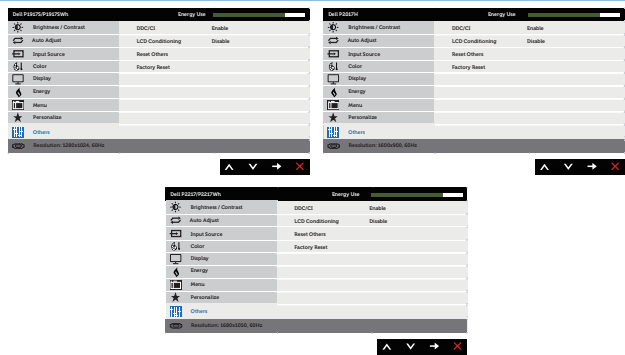 Dell P1917S/P1917SWh Energy Use
Brightness / Contrast DDC/CI Enable
Auto Adjust LCD Conditioning Disable
Input Source Reset Others
Color Factory Reset
Display
Energy
Menu
Personalize
Others
Resolution: 1280x1024, 60Hz
Dell P2017H Energy Use
Brightness / Contrast DDC/CI Enable
Auto Adjust LCD Conditioning Disable
Input Source Reset Others
Color Factory Reset
Display
Energy
Menu
Personalize
Others
Resolution: 1600x900, 60Hz
Dell P2217/P2217Wh Energy Use
Brightness / Contrast DDC/CI Enable
Auto Adjust LCD Conditioning Disable
Input Source Reset Others
Color Factory Reset
Display
Energy
Menu
Personalize
Others
Resolution: 1680x1050, 60Hz